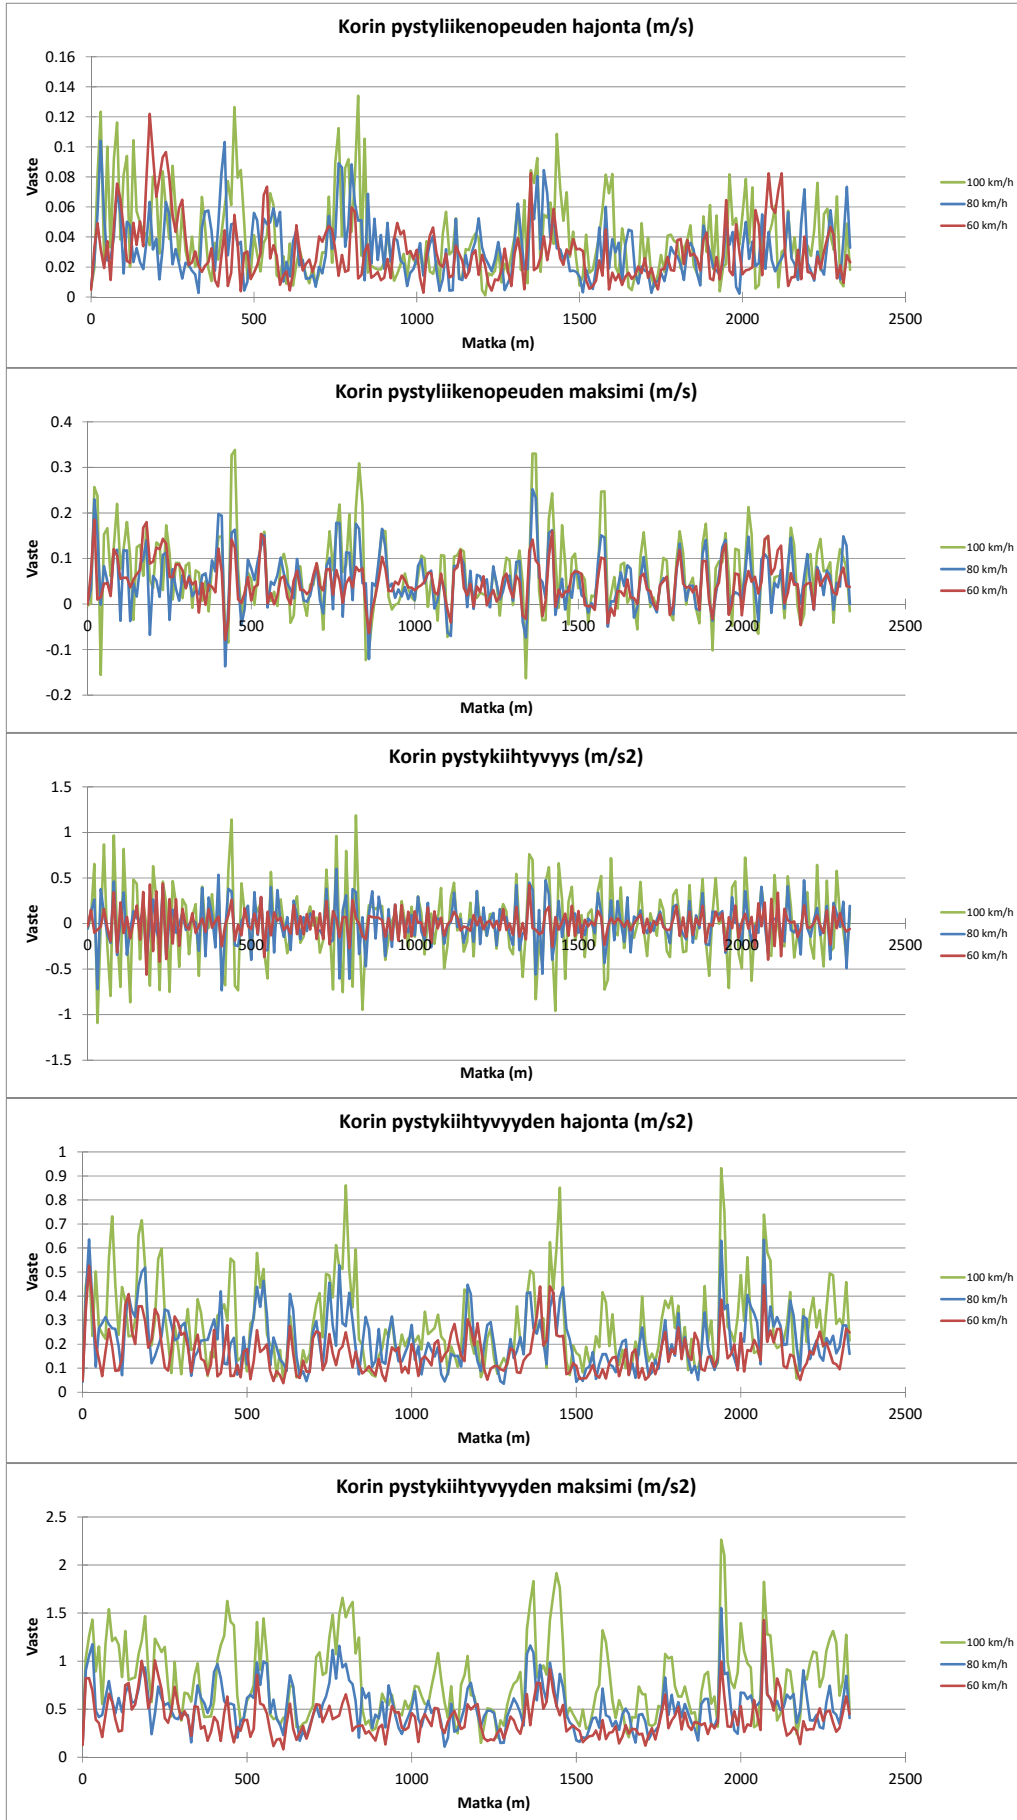 Korin pystyliikenopeuden hajonta (m/s)
0.16
0.14
0.12
0.1
0.08
0.06
0.04
0.02
0
Vaste
0 500 1000 1500 2000 2500
Matka (m)
100 km/h
80 km/h
60 km/h
Korin pystyliikenopeuden maksimi (m/s)
0.4
0.3
0.2
0.1
0
-0.1
-0.2
Vaste
0 500 1000 1500 2000 2500
Matka (m)
100 km/h
80 km/h
60 km/h
Korin pystykiihtyvyys (m/s2)
1.5
1
0.5
0
-0.5
-1
-1.5
Vaste
0 500 1000 1500 2000 2500
Matka (m)
100 km/h
80 km/h
60 km/h
Korin pystykiihtyvyyden hajonta (m/s2)
1
0.9
0.8
0.7
0.6
0.5
0.4
0.3
0.2
0.1
0
Vaste
0 500 1000 1500 2000 2500
Matka (m)
100 km/h
80 km/h
60 km/h
Korin pystykiihtyvyyden maksimi (m/s2)
2.5
2
1.5
1
0.5
0
Vaste
0 500 1000 1500 2000 2500
Matka (m)
100 km/h
80 km/h
60 km/h